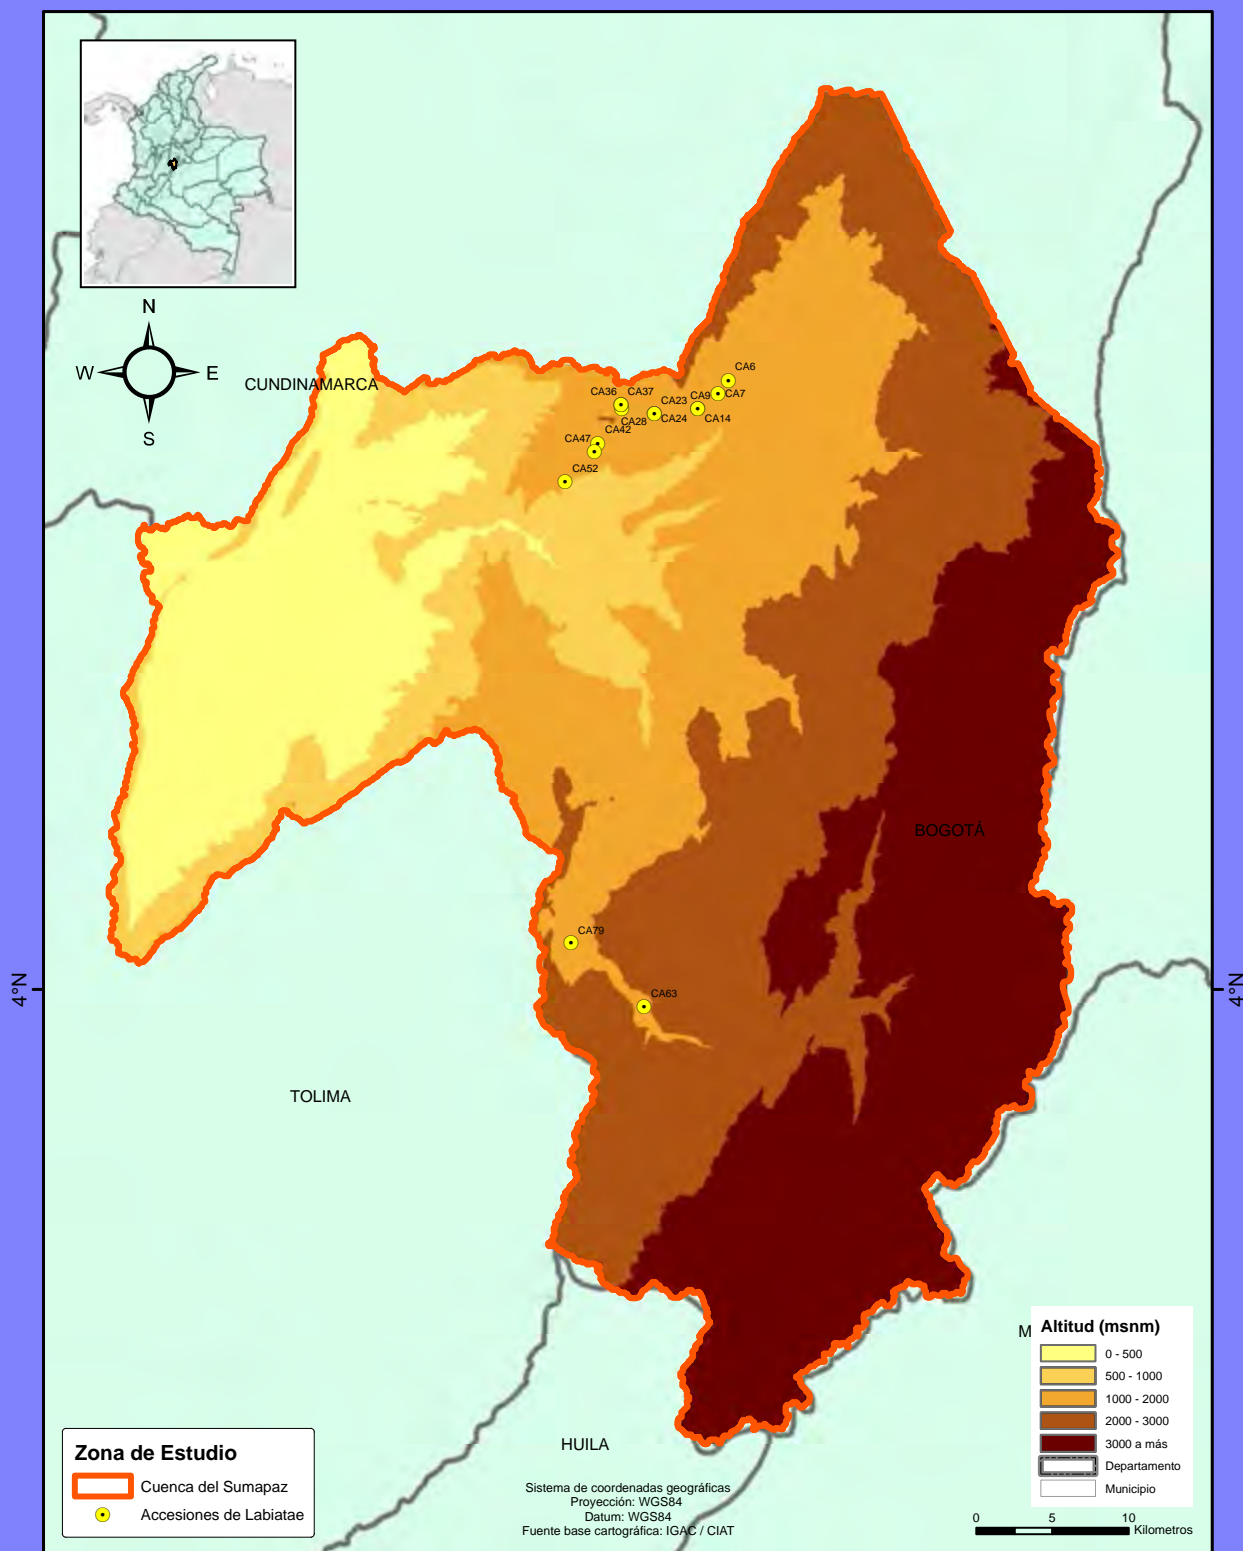 N
W
E
S
CUNDINAMARCA
CA6
CA7
CA9
CA14
CA36
CA37
CA23
CA28
CA24
CA42
CA47
CA52
BOGOTÁ
CA79
CA63
4°N
4°N
TOLIMA
HUILA
M
Altitud (msnm)
0 - 500
500 - 1000
1000 - 2000
2000 - 3000
3000 a más
Departamento
Municipio
Zona de Estudio
Cuenca del Sumapaz
Accesiones de Labiatae
Sistema de coordenadas geográficas
Proyección: WGS84
Datum: WGS84
Fuente base cartográfica: IGAC / CIAT
0 5 10
Kilometros